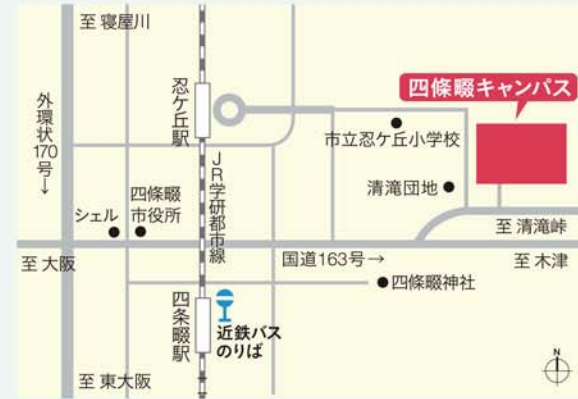 至 寝屋川
外環状170号→
忍ケ丘駅
四條畷キャンパス
市立忍ケ丘小学校
清滝団地
JR学研都市線
シェル
四條畷
市役所
至 清滝峠
至 大阪
国道163号→
至 木津
四條畷神社
四条畷駅
近鉄バス
のりば
至 東大阪
N